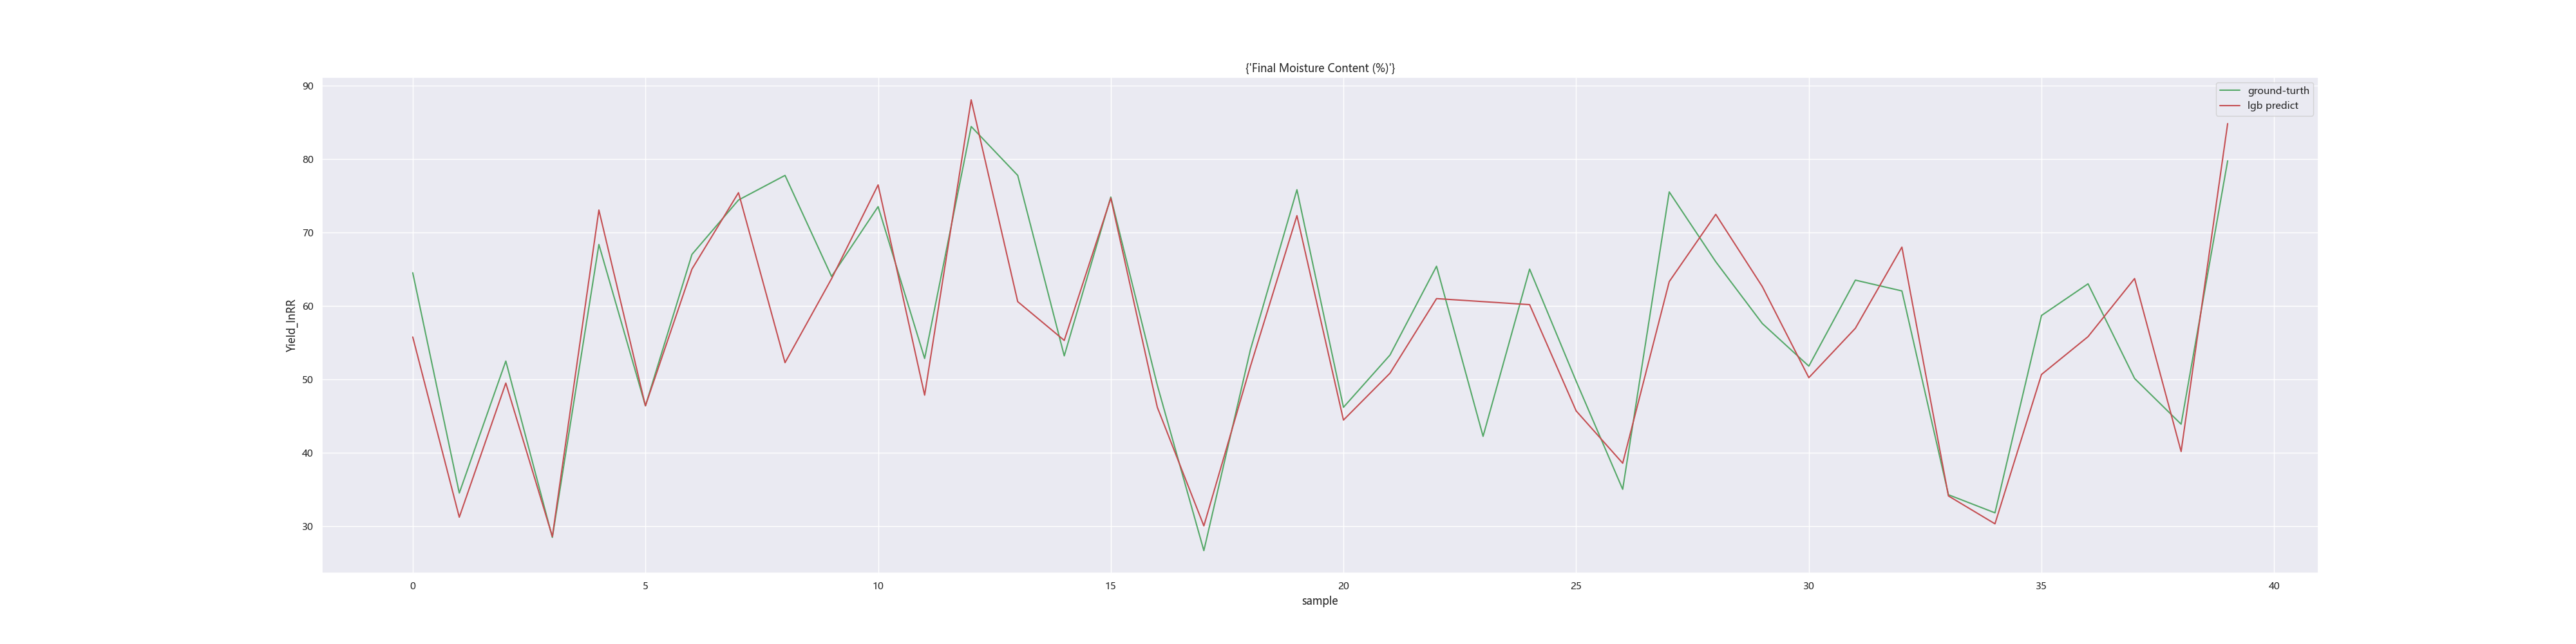 {'Final Moisture Content (%)'}
90
80
70
60
50
40
30
Yield_lnRR
ground-turth
lgb predict
0 5 10 15 20 25 30 35 40
sample